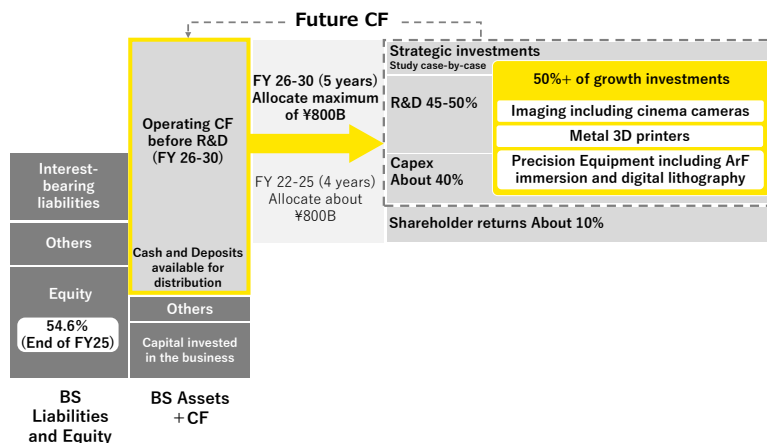 Future CF
Interest-
bearing
liabilities
Others
Equity
54.6%
(End of FY25)
BS
Liabilities
and Equity
Operating CF
before R&D
(FY 26-30)
Cash and Deposits
available for
distribution
Others
Capital invested
in the business
BS Assets
+CF
FY 26-30 (5 years)
Allocate maximum
of ¥800B
FY 22-25 (4 years)
Allocate about
¥800B
Strategic investments
Study case-by-case
R&D 45-50%
Capex
About 40%
50%+ of growth investments
Imaging including cinema cameras
Metal 3D printers
Precision Equipment including ArF
immersion and digital lithography
Shareholder returns About 10%